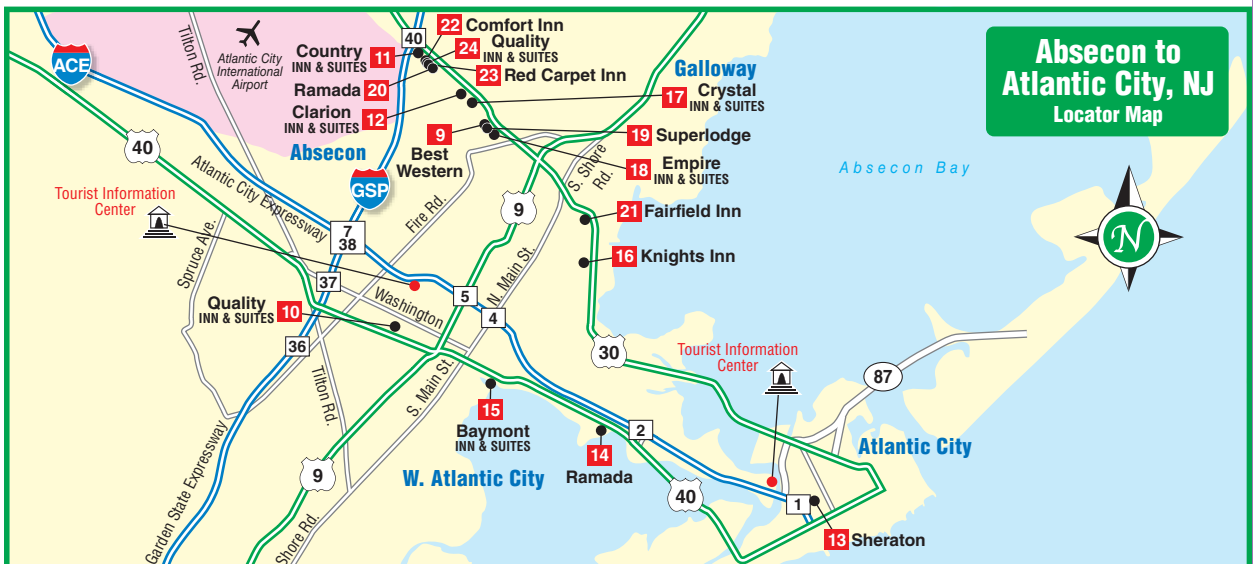 Absecon to
Atlantic City, NJ
Locator Map
ACE
Tilton Rd.
Atlantic City
International
Airport
40
22 Comfort Inn
Country
INN & SUITES
11
24 Quality
INN & SUITES
23 Red Carpet Inn
Ramada 20
Galloway
Clarion
INN & SUITES
12
17 Crystal
INN & SUITES
40
Absecon
9
Best
Western
19 Superlodge
18 Empire
INN & SUITES
S. Shore
Rd.
Absecon Bay
Atlantic City Expressway
GSP
Tourist Information
Center
Fire Rd.
9
21 Fairfield Inn
N
7
38
Spruce Ave.
16 Knights Inn
N. Main St.
37
Washington
5
4
Quality
INN & SUITES
10
36
30
Tourist Information
Center
87
Tilton Rd.
S. Main St.
15
Baymont
INN & SUITES
2
14
Ramada
Atlantic City
W. Atlantic City
9
40
1
Garden State Expressway
Shore Rd.
13 Sheraton